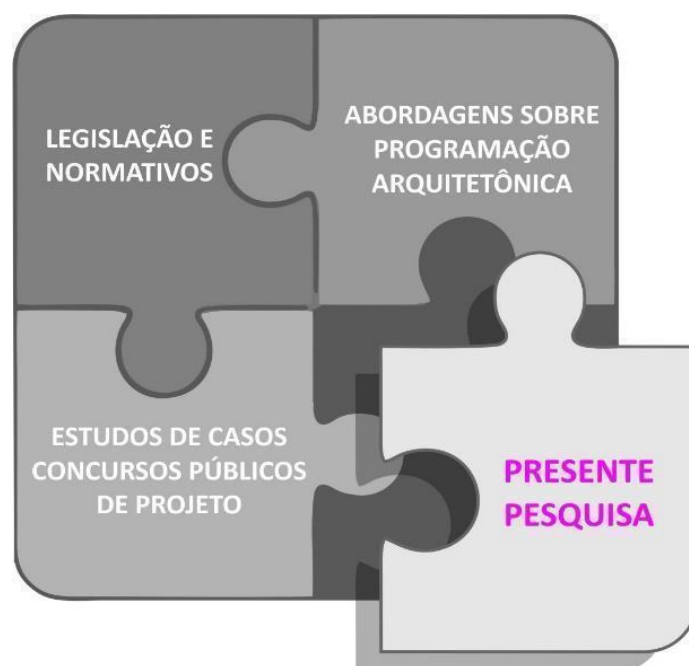 LEGISLAÇÃO E
NORMATIVOS
ABORDAGENS SOBRE
PROGRAMAÇÃO
ARQUITETÔNICA
ESTUDOS DE CASOS
CONCURSOS PÚBLICOS
DE PROJETO
PRESENTE
PESQUISA